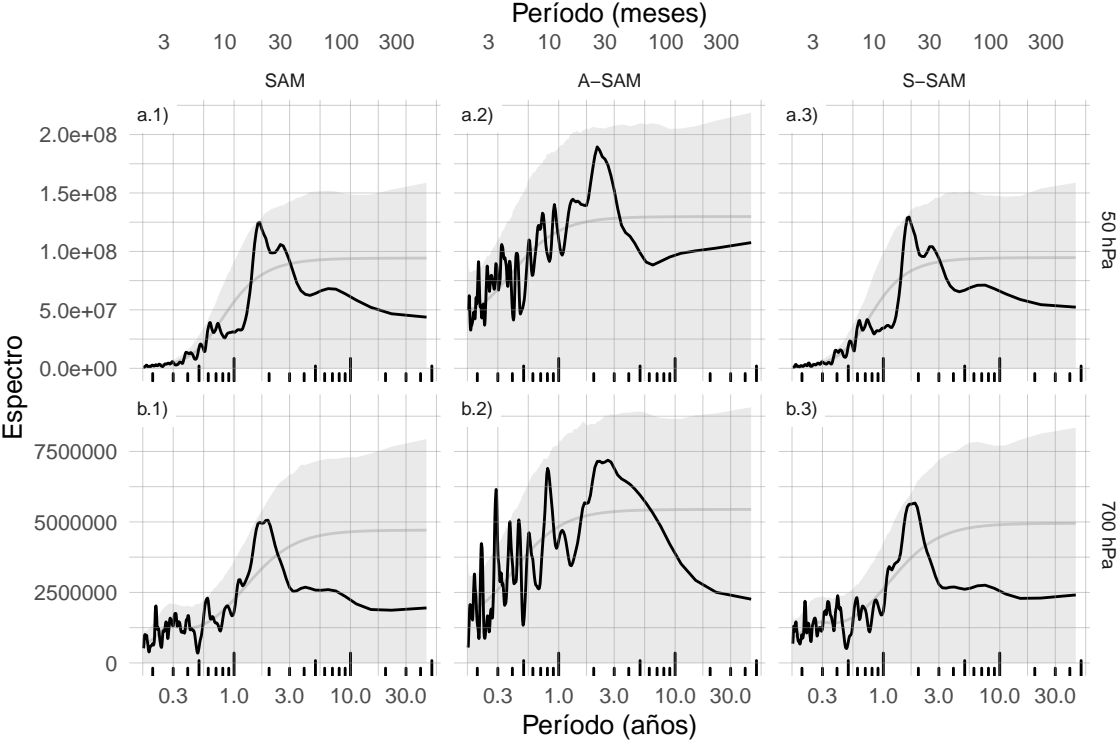 Período (meses)
3 10 30 100 300 3 10 30 100 300 3 10 30 100 300
SAM A−SAM S−SAM
a.1) a.2) a.3)
2.0e+08
1.5e+08
1.0e+08
5.0e+07
0.0e+00
50 hPa
Espectro
b.1) b.2) b.3)
7500000
5000000
2500000
0
700 hPa
0.3 1.0 3.0 10.0 30.0 0.3 1.0 3.0 10.0 30.0 0.3 1.0 3.0 10.0 30.0
Período (años)